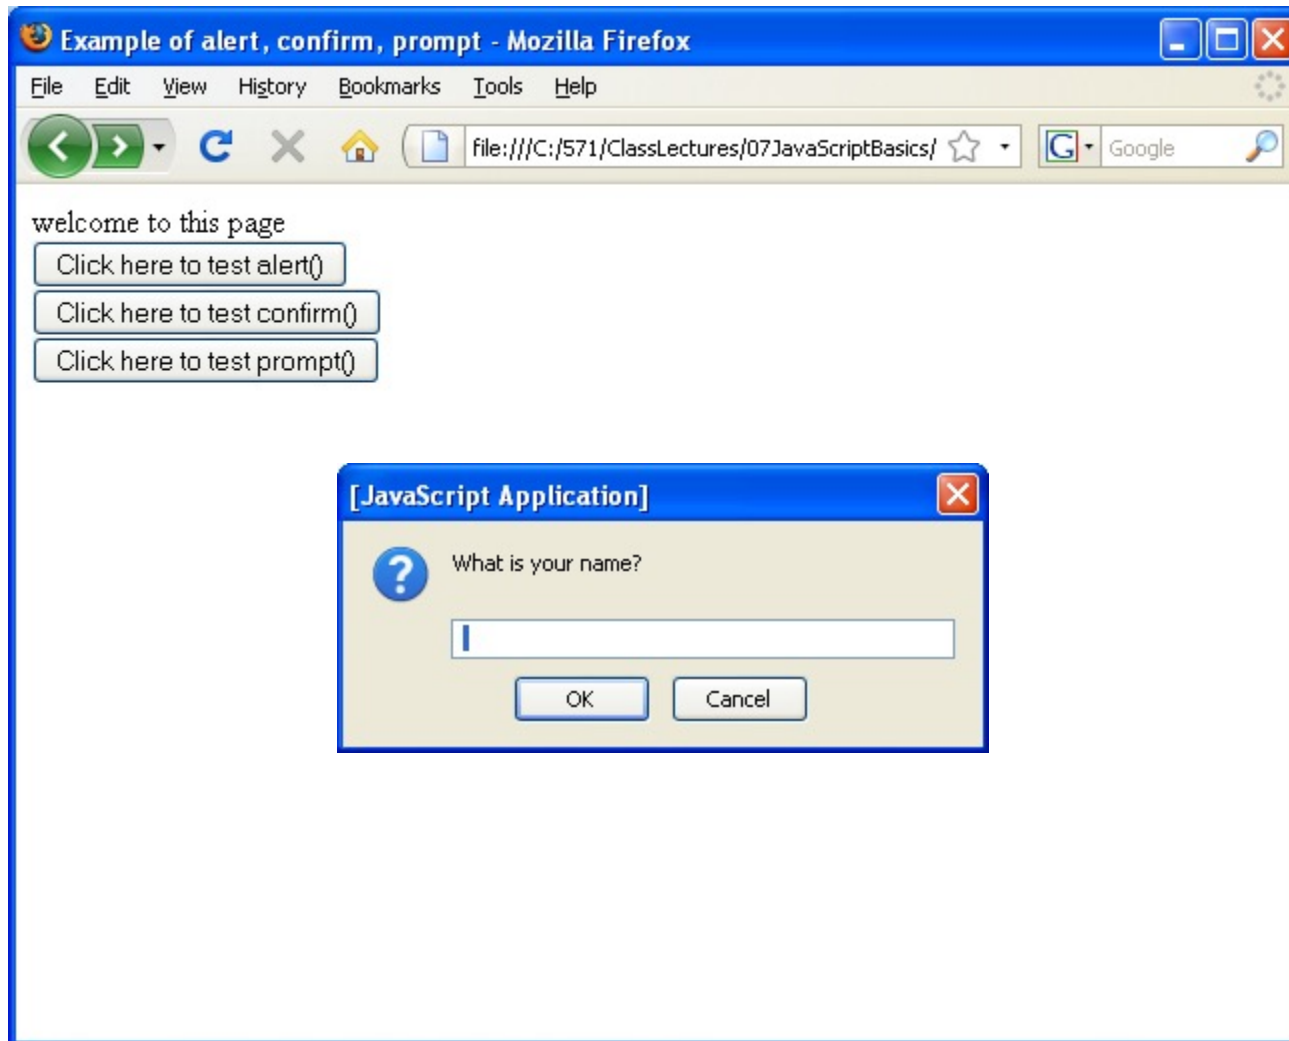 Example of alert, confirm, prompt - Mozilla Firefox
File Edit View History Bookmarks Tools Help
file:///C:/571/ClassLectures/07JavaScriptBasics/ G Google
welcome to this page
Click here to test alert()
Click here to test confirm()
Click here to test prompt()
[JavaScript Application]
What is your name?
OK Cancel